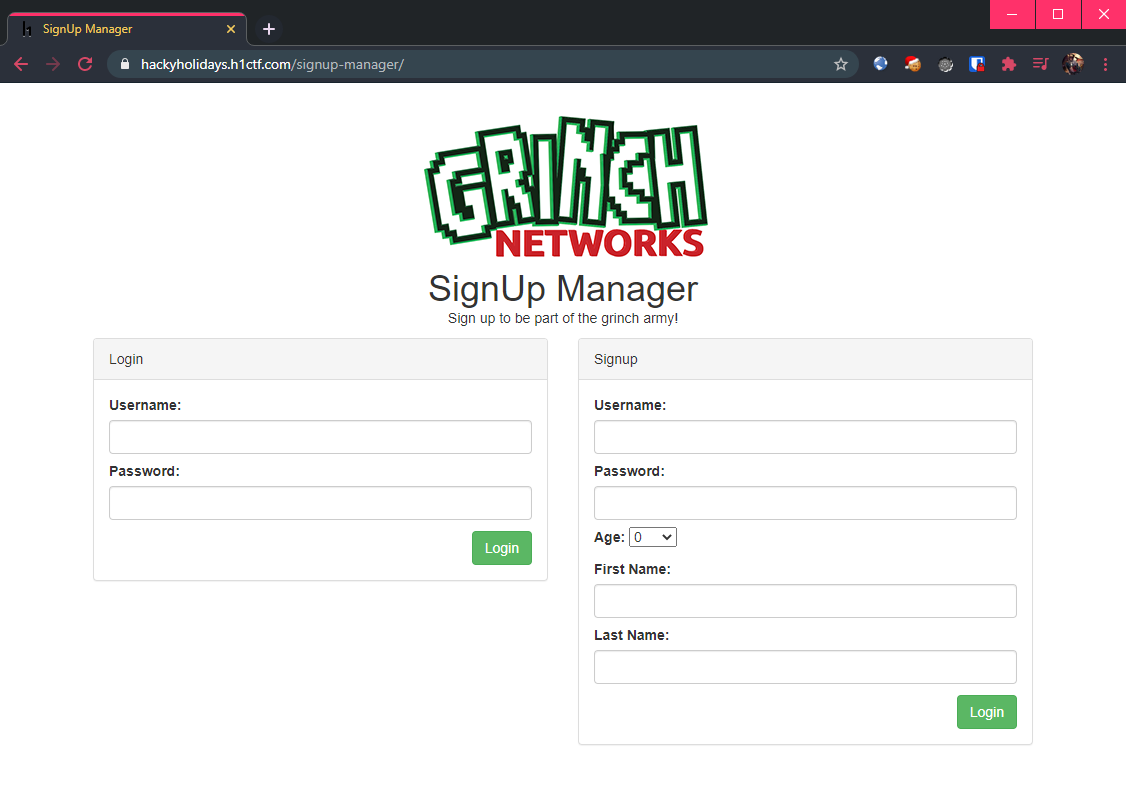 SignUp Manager
hackyholidays.h1ctf.com/signup-manager/
GRINCH
NETWORKS
SignUp Manager
Sign up to be part of the grinch army!
Login
Username:
Password:
Login
Signup
Username:
Password:
Age: 0
First Name:
Last Name:
Login